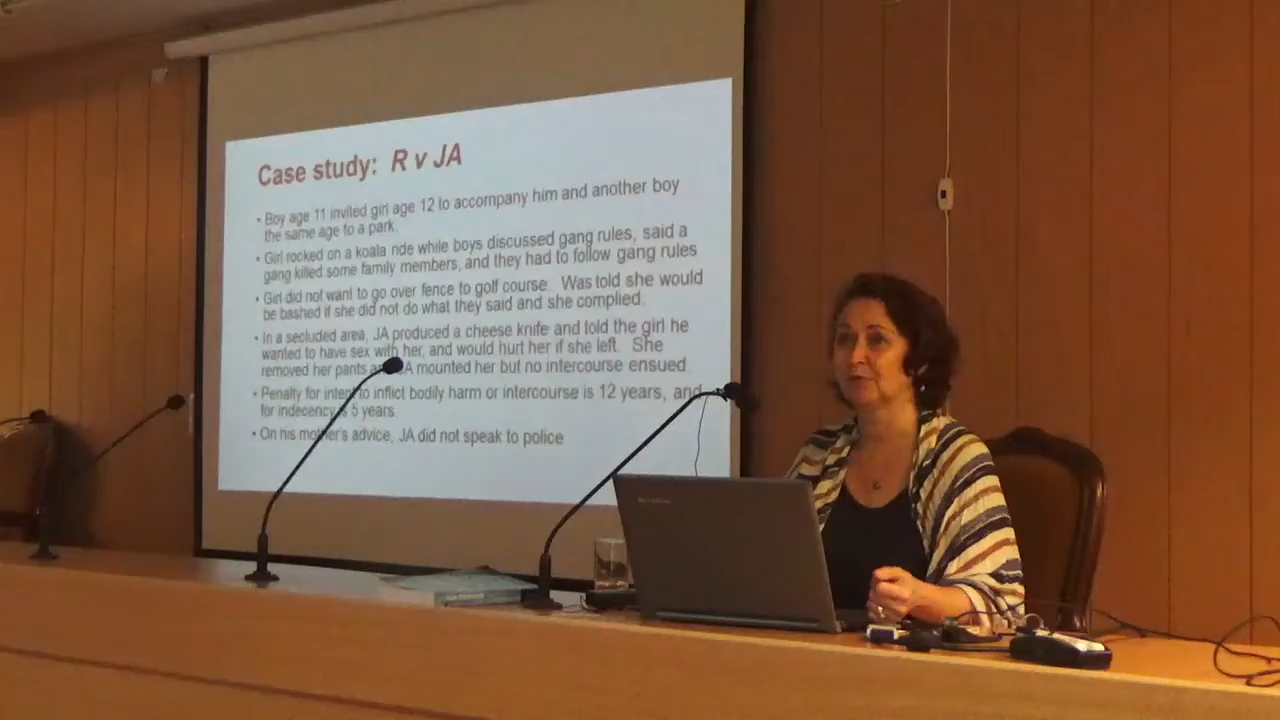 Case study: R v JA
• Boy age 11 invited girl age 12 to accompany him and another boy
the same age to a park.
• Girl rocked on a koala ride while boys discussed gang rules, said a
gang killed some family members, and they had to follow gang rules
• Girl did not want to go over fence to golf course. Was told she would
be bashed if she did not do what they said and she complied.
• In a secluded area, JA produced a cheese knife and told the girl he
wanted to have sex with her, and would hurt her if she left. She
removed her pants JA mounted her but no intercourse ensued.
• Penalty for intent to inflict bodily harm or intercourse is 12 years, and
for indecency is 5 years
• On his mother's advice, JA did not speak to police